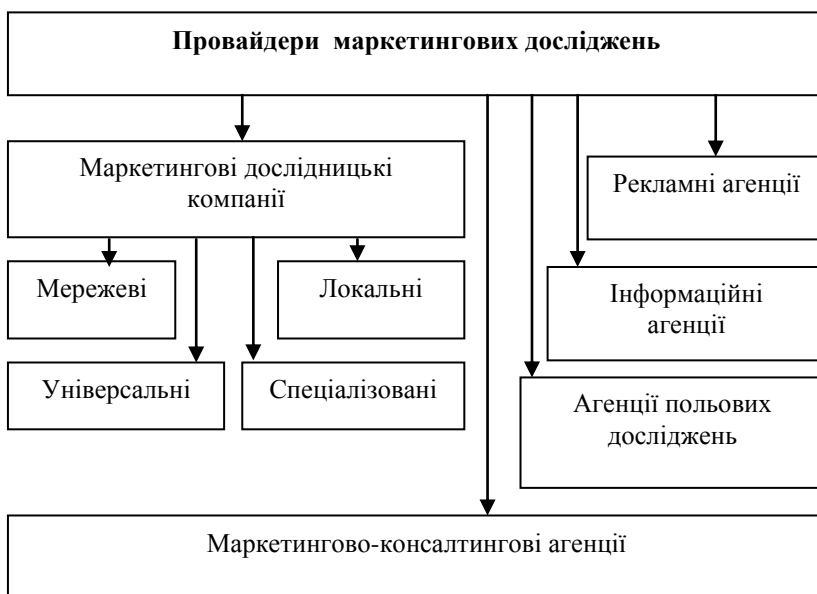 Провайдери маркетингових досліджень
Маркетингові дослідницькі
компанії
Рекламні агенції
Мережеві
Локальні
Інформаційні
агенції
Універсальні
Спеціалізовані
Агенції польових
досліджень
Маркетингово-консалтингові агенції